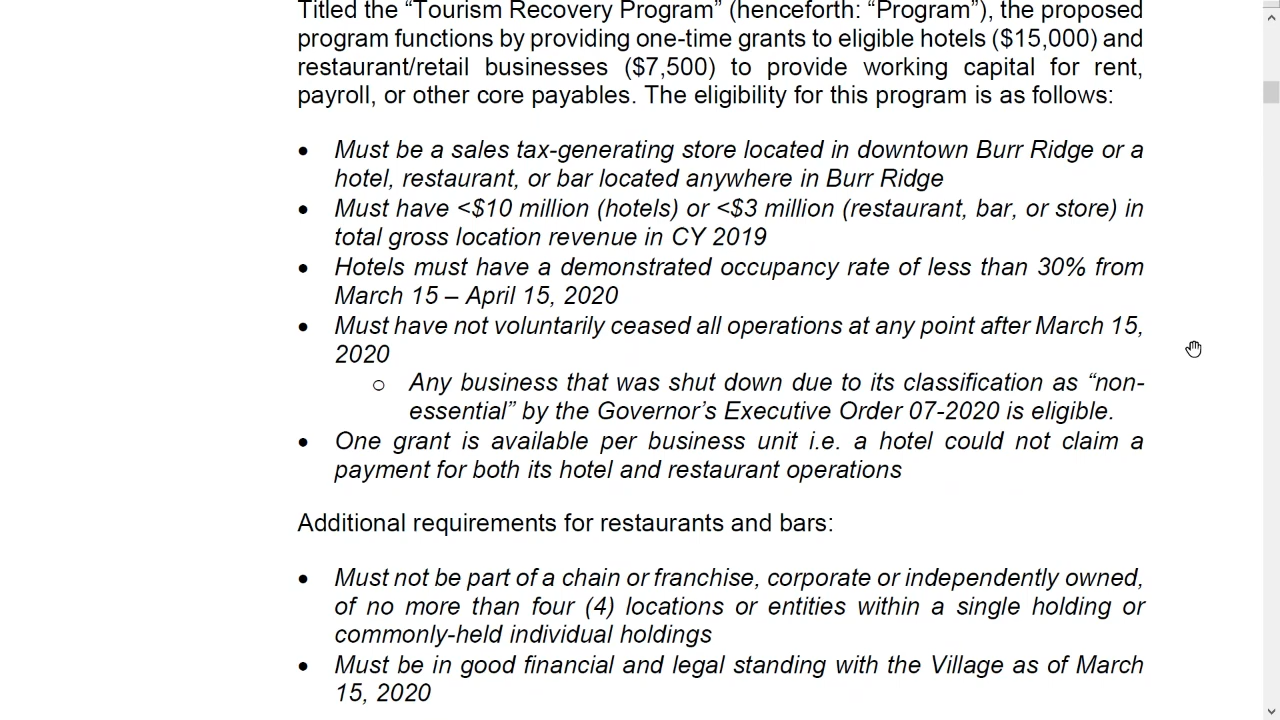 Titled the “Tourism Recovery Program” (henceforth: “Program”), the proposed
program functions by providing one-time grants to eligible hotels ($15,000) and
restaurant/retail businesses ($7,500) to provide working capital for rent,
payroll, or other core payables. The eligibility for this program is as follows:
• Must be a sales tax-generating store located in downtown Burr Ridge or a
hotel, restaurant, or bar located anywhere in Burr Ridge
• Must have <$10 million (hotels) or <$3 million (restaurant, bar, or store) in
total gross location revenue in CY 2019
• Hotels must have a demonstrated occupancy rate of less than 30% from
March 15 – April 15, 2020
• Must have not voluntarily ceased all operations at any point after March 15,
2020
o Any business that was shut down due to its classification as “non-
essential” by the Governor’s Executive Order 07-2020 is eligible.
• One grant is available per business unit i.e. a hotel could not claim a
payment for both its hotel and restaurant operations
Additional requirements for restaurants and bars:
• Must not be part of a chain or franchise, corporate or independently owned,
of no more than four (4) locations or entities within a single holding or
commonly-held individual holdings
• Must be in good financial and legal standing with the Village as of March
15, 2020